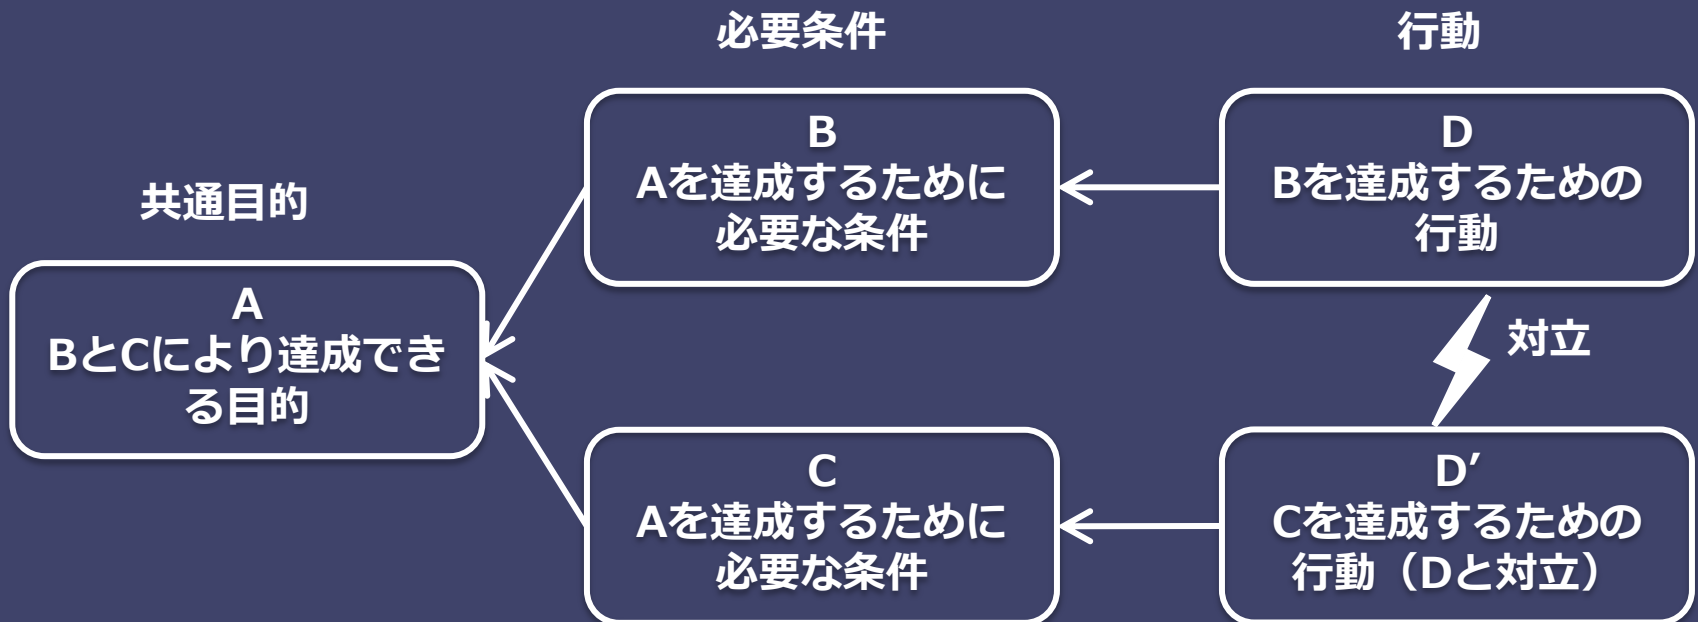 必要条件
行動
共通目的
A
BとCにより達成でき
る目的
B
Aを達成するために
必要な条件
D
Bを達成するための
行動
対立
C
Aを達成するために
必要な条件
D’
Cを達成するための
行動（Dと対立）